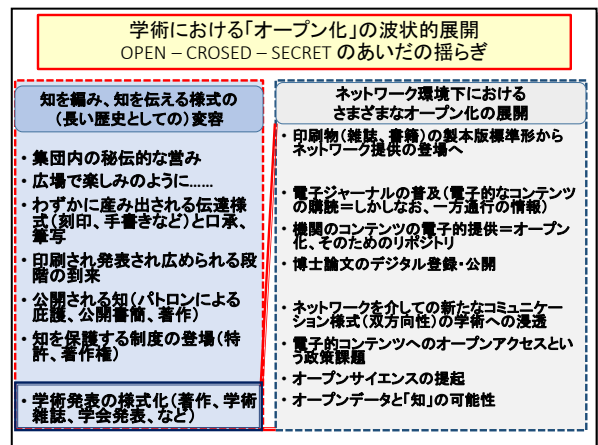 学術における「オープン化」の波状的展開
OPEN – CROSED – SECRET のあいだの揺らぎ
知を編み、知を伝える様式の
（長い歴史としての）変容
・集団内の秘伝的な営み
・広場で楽しみのように……
・わずかに産み出される伝達様
式（刻印、手書きなど）と口承、
筆写
・印刷され発表され広められる段
階の到来
・公開される知（パトロンによる
庇護、公開書簡、著作）
・知を保護する制度の登場（特
許、著作権）
・学術発表の様式化（著作、学術
雑誌、学会発表、など）
ネットワーク環境下における
さまざまなオープン化の展開
・印刷物（雑誌、書籍）の製本版標準形から
ネットワーク提供の登場へ
・電子ジャーナルの普及（電子的なコンテンツ
の購読＝しかしなお、一方通行の情報）
・機関のコンテンツの電子的提供＝オープン
化、そのためのリポジトリ
・博士論文のデジタル登録・公開
・ネットワークを介しての新たなコミュニケー
ション様式（双方向性）の学術への浸透
・電子的コンテンツへのオープンアクセスとい
う政策課題
・オープンサイエンスの提起
・オープンデータと「知」の可能性